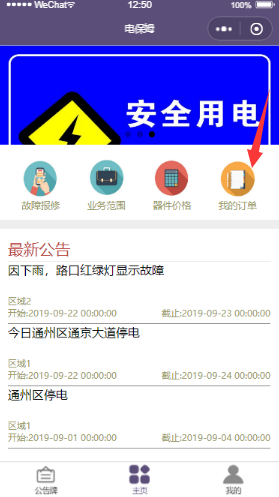 WeChat 12:50 100%
电保姆
安全用电
故障报修 业务范围 器件价格 我的订单
最新公告
因下雨，路口红绿灯显示故障
区域2
开始:2019-09-22 00:00:00 截止:2019-09-23 00:00:00
今日通州区通京大道停电
区域1
开始:2019-09-22 00:00:00 截止:2019-09-24 00:00:00
通州区停电
区域1
开始:2019-09-01 00:00:00 截止:2019-09-04 00:00:00
公告牌 主页 我的